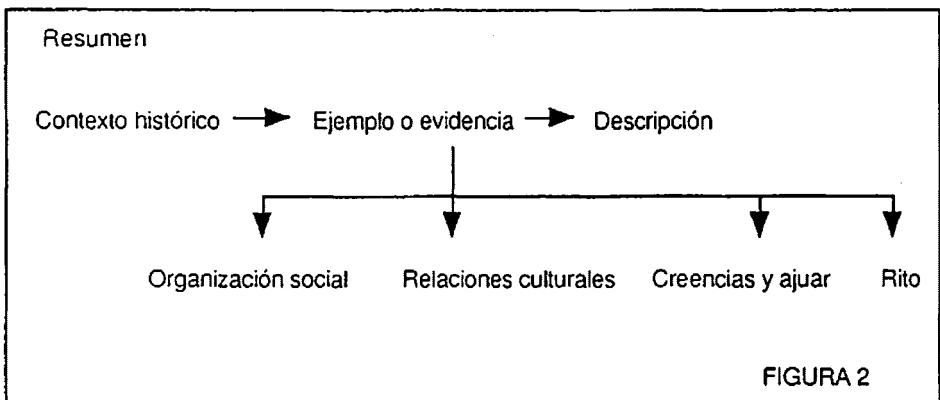 Resumen
Contexto histórico Ejemplo o evidencia Descripción
Organización social Relaciones culturales Creencias y ajuar Rito
FIGURA 2